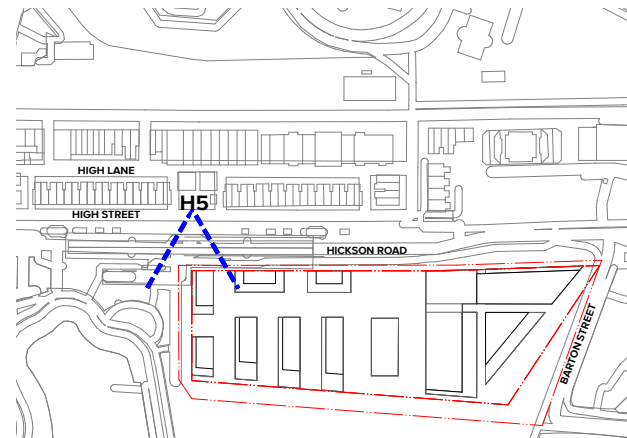 HIGH LANE
H5
HIGH STREET
HICKSON ROAD
BARTON STREET